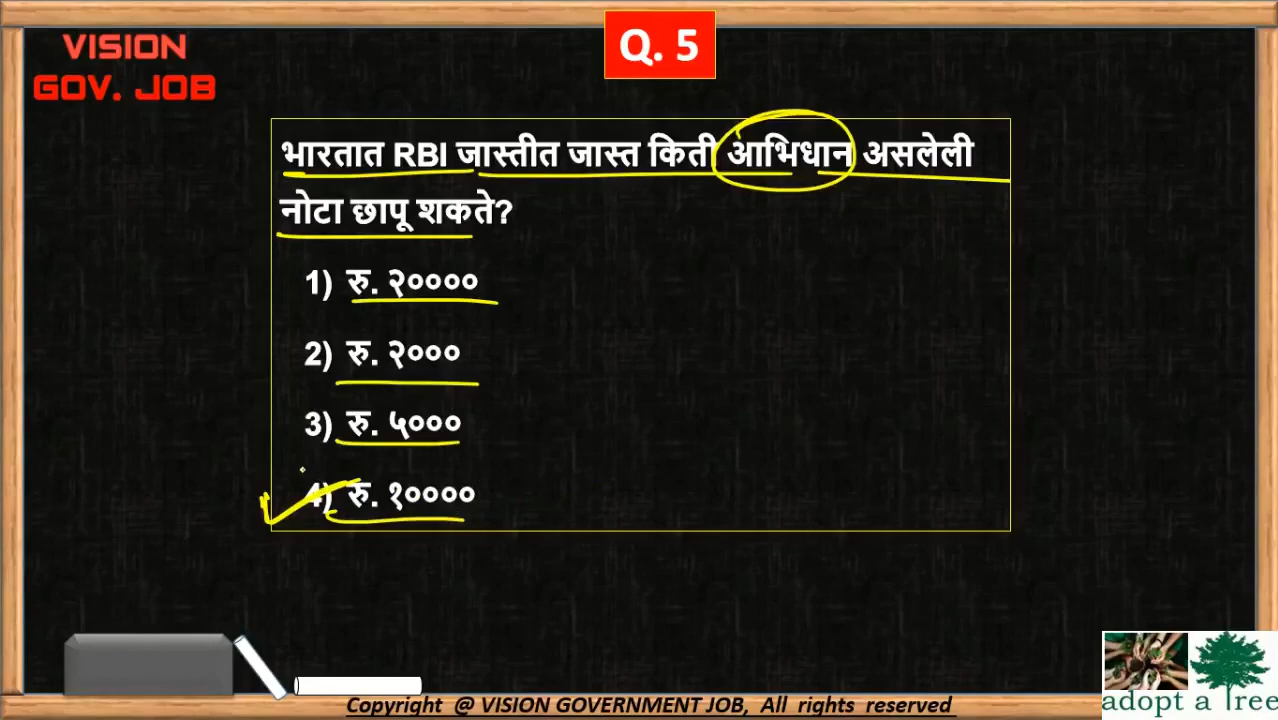 VISION
GOV. JOB
Q. 5
भारतात RBI जास्तीत जास्त किती आभिधान असलेली
नोटा छापू शकते?
1) रु. २००००
2) रु. २०००
3) रु. ५०००
4) रु. १००००
Copyright @ VISION GOVERNMENT JOB, All rights reserved
adopt a Tree